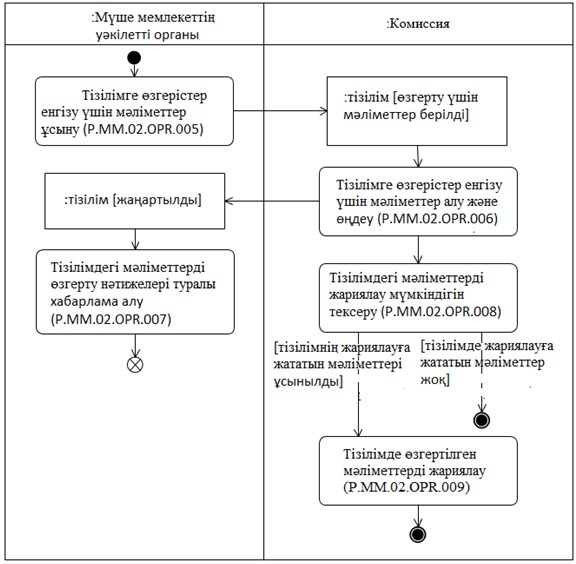 :Мүше мемлекеттің
уәкілетті органы
:Комиссия
Тізілімге өзгерістер
енгізу үшін мәліметтер
ұсыну (P.MM.02.OPR.005)
:тізілім [өзгерту үшін
мәліметтер берілді]
Тізілімге өзгерістер енгізу
үшін мәліметтер алу және
өңдеу (P.MM.02.OPR.006)
:тізілім [жаңартылды]
Тізілімдегі мәліметтерді
өзгерту нәтижелері туралы
хабарлама алу
(P.MM.02.OPR.007)
Тізілімдегі мәліметтерді
жариялау мүмкіндігін
тексеру (P.MM.02.OPR.008)
[тізілімнің жариялауға
жататын мәліметтері
ұсынылды]
[тізілімде жариялауға
жататын мәліметтер
жоқ]
Тізілімде өзгертілген
мәліметтерді жариялау
(P.MM.02.OPR.009)